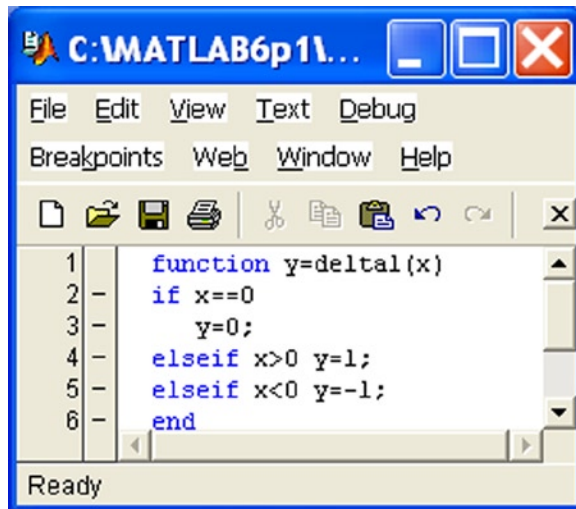 C:\MATLAB6p1\...
File Edit View Text Debug
Breakpoints Web Window Help
1 function y=delta1(x)
2 - if x==0
3 - y=0;
4 - elseif x>0 y=1;
5 - elseif x<0 y=-1;
6 - end
Ready